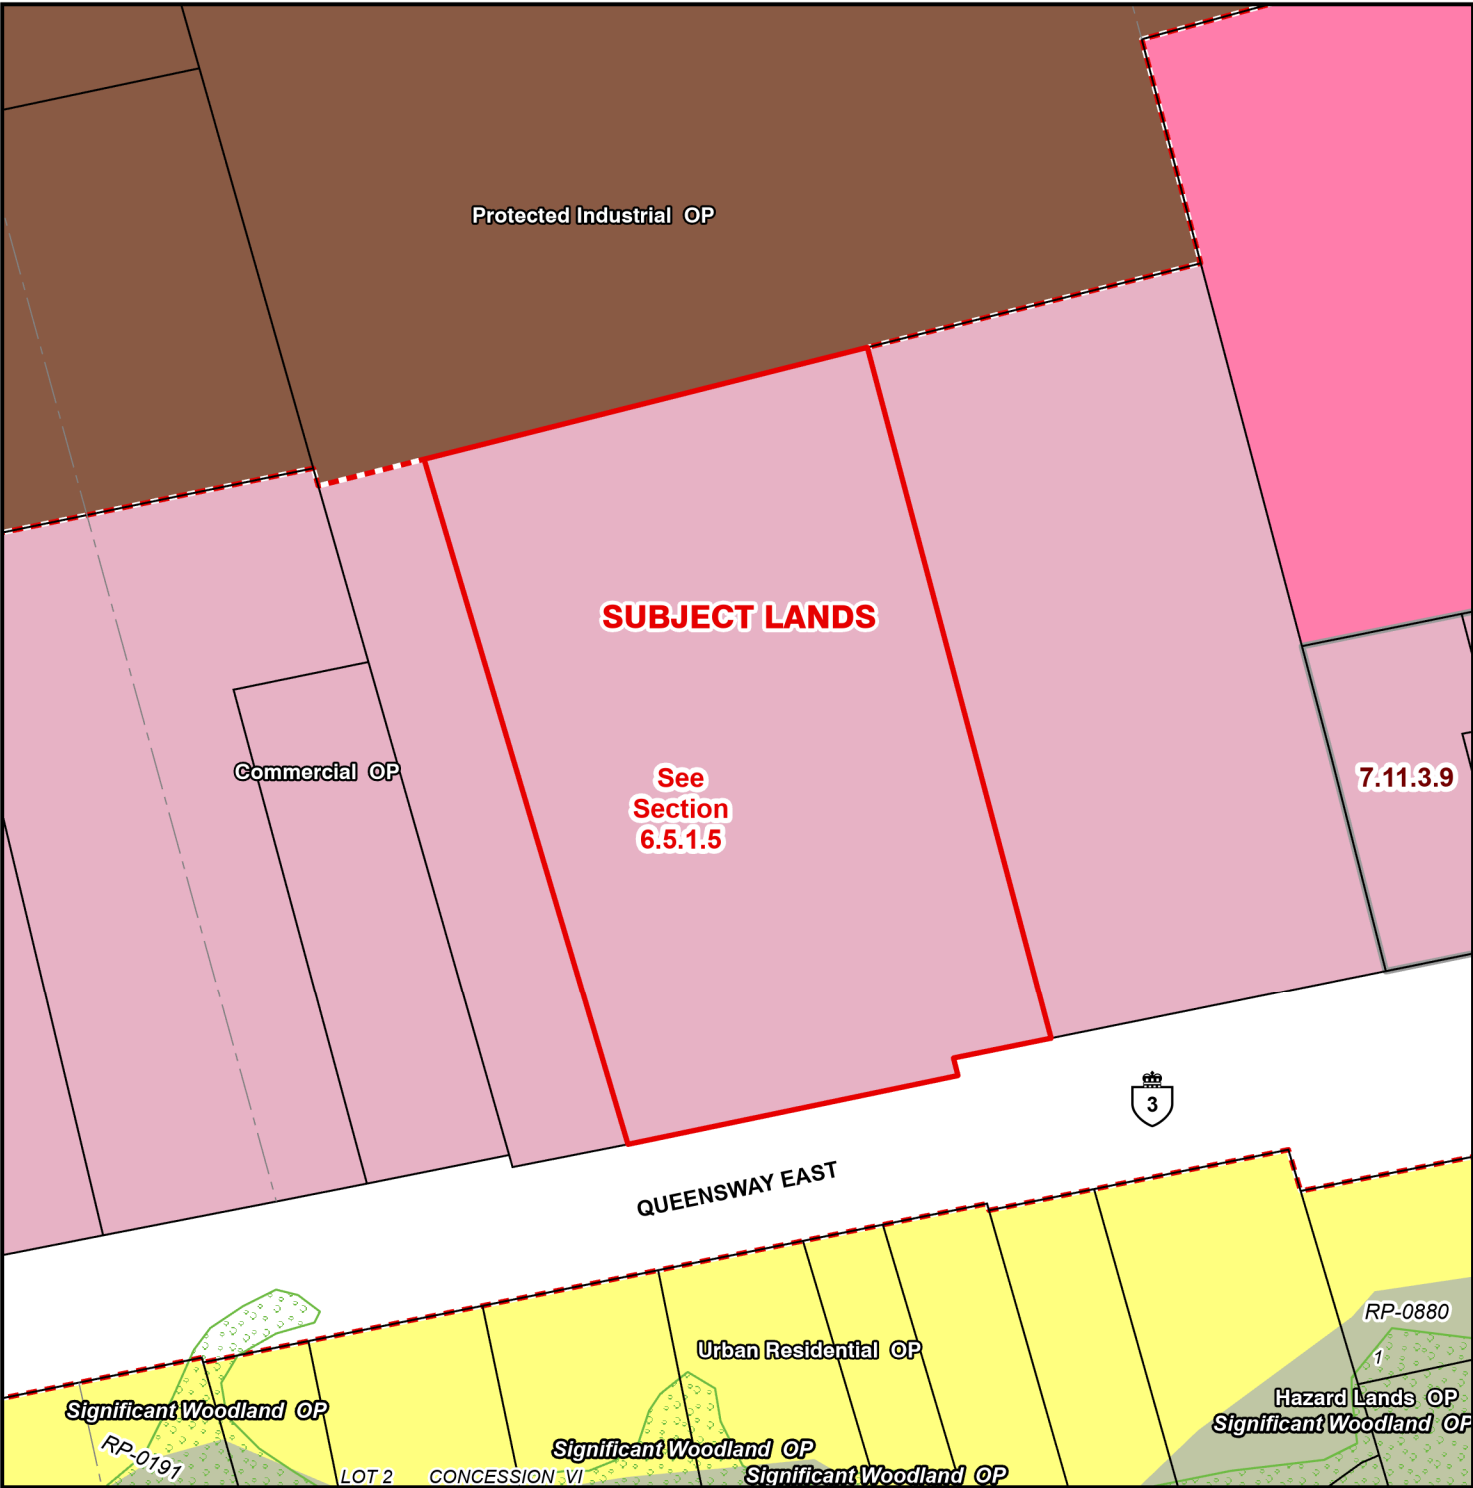 Protected Industrial OP
SUBJECT LANDS
Commercial OP
See
Section
6.5.1.5
7.11.3.9
3
QUEENSWAY EAST
RP-0880
1
Urban Residential OP
Hazard Lands OP
Significant Woodland OP
Significant Woodland OP
RP-0191
Significant Woodland OP
LOT 2 CONCESSION VI
Significant Woodland OP